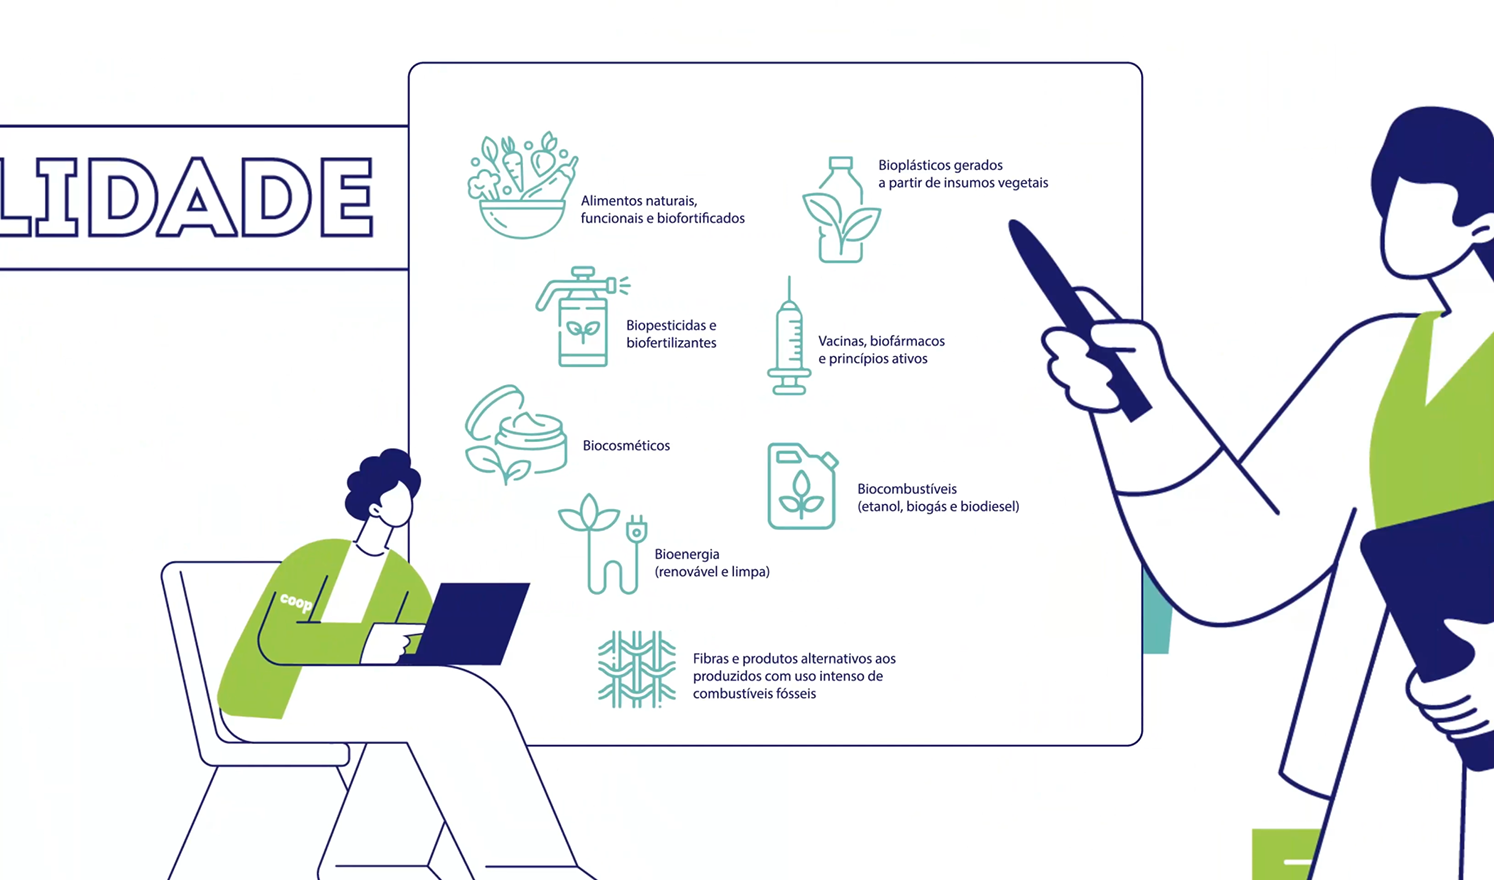 LIDADE
Alimentos naturais,
funcionais e biofortificados
Bioplásticos gerados
a partir de insumos vegetais
Biopesticidas e
biofertilizantes
Vacinas, biofármacos
e princípios ativos
Biocosméticos
Biocombustíveis
(etanol, biogás e biodiesel)
Bioenergia
(renovável e limpa)
Fibras e produtos alternativos aos
produzidos com uso intenso de
combustíveis fósseis
coop